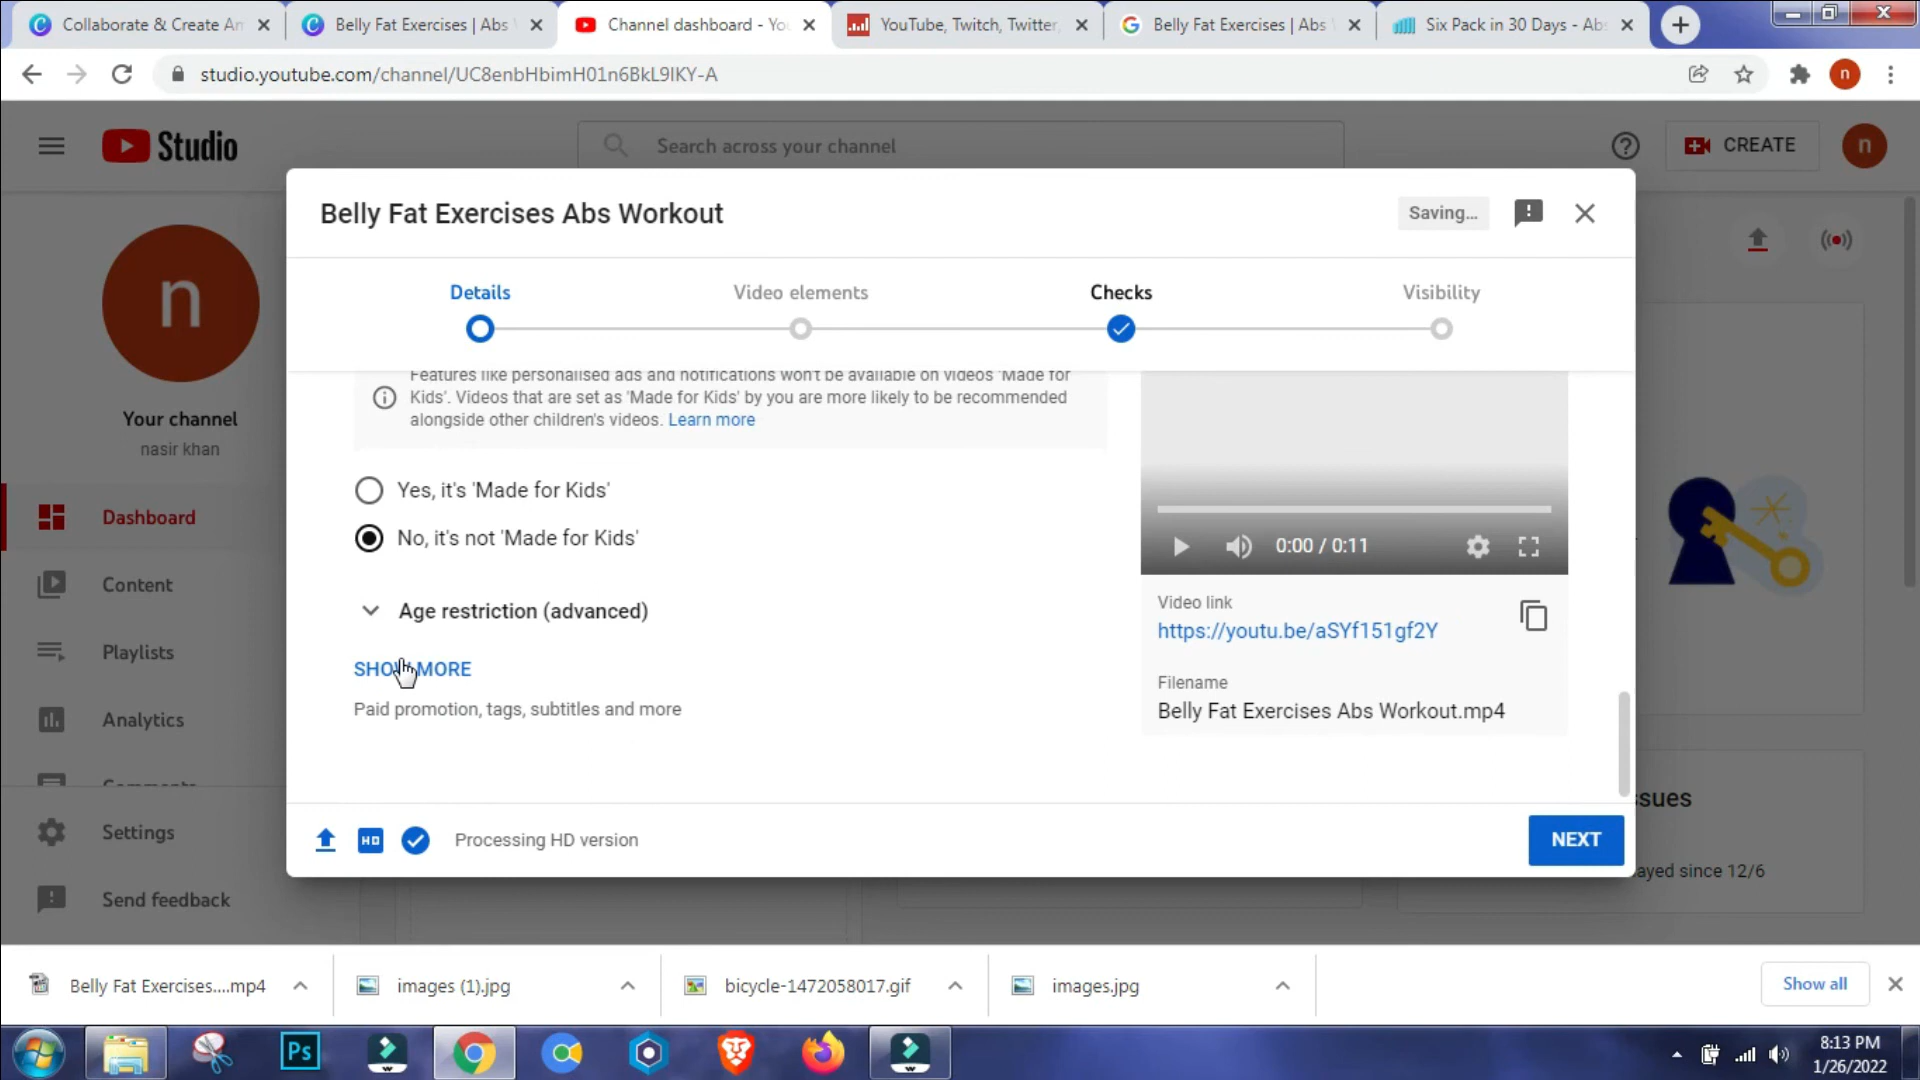 Collaborate & Create Am
Belly Fat Exercises | Abs
Channel dashboard - You
YouTube, Twitch, Twitter,
Belly Fat Exercises | Abs
Six Pack in 30 Days - Abs
studio.youtube.com/channel/UC8enbHbimH01n6BkL9IKY-A
n
Studio
Search across your channel
CREATE
n
Belly Fat Exercises Abs Workout
Saving...
Details
Video elements
Checks
Visibility
n
Your channel
nasir khan
Dashboard
Content
Playlists
Analytics
Comments
Settings
Send feedback
Features like personalised ads and notifications won't be available on videos 'Made for
Kids'. Videos that are set as 'Made for Kids' by you are more likely to be recommended
alongside other children's videos. Learn more
Yes, it's 'Made for Kids'
No, it's not 'Made for Kids'
Age restriction (advanced)
SHOW MORE
Paid promotion, tags, subtitles and more
0:00 / 0:11
Video link
https://youtu.be/aSYf151gf2Y
Filename
Belly Fat Exercises Abs Workout.mp4
ssues
ayed since 12/6
HD
Processing HD version
NEXT
Belly Fat Exercises....mp4
images (1).jpg
bicycle-1472058017.gif
images.jpg
Show all
Ps
8:13 PM
1/26/2022